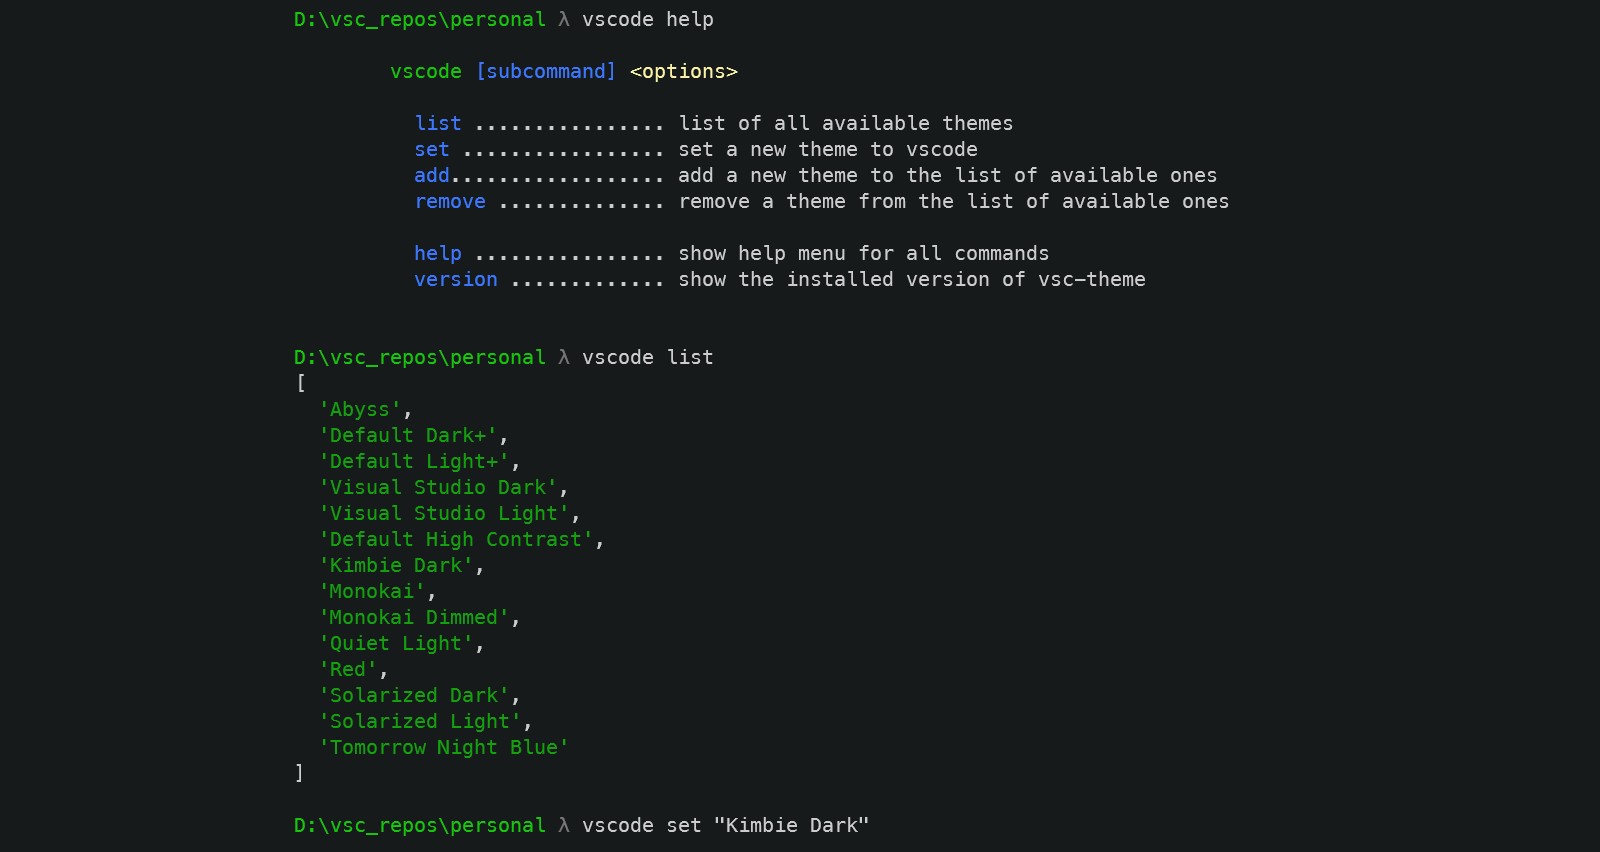 D:\vsc_repos\personal λ vscode help
vscode [subcommand] <options>
list ................ list of all available themes
set ................. set a new theme to vscode
add.................. add a new theme to the list of available ones
remove .............. remove a theme from the list of available ones
help ................ show help menu for all commands
version ............. show the installed version of vsc-theme
D:\vsc_repos\personal λ vscode list
[
'Abyss',
'Default Dark+',
'Default Light+',
'Visual Studio Dark',
'Visual Studio Light',
'Default High Contrast',
'Kimbie Dark',
'Monokai',
'Monokai Dimmed',
'Quiet Light',
'Red',
'Solarized Dark',
'Solarized Light',
'Tomorrow Night Blue'
]
D:\vsc_repos\personal λ vscode set "Kimbie Dark"